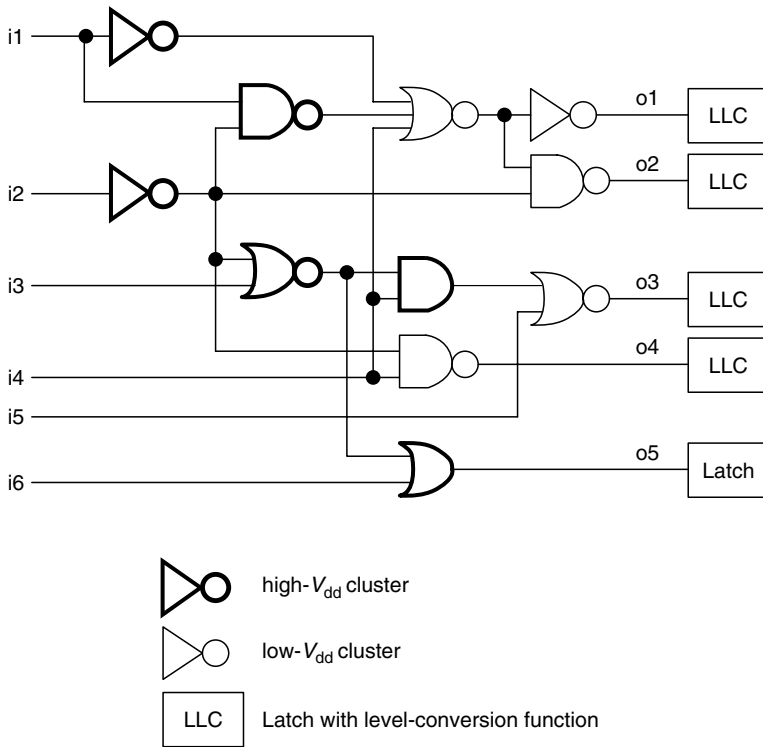 i1
o1
LLC
o2
LLC
i2
o3
LLC
i3
o4
LLC
i4
i5
o5
Latch
i6
high-Vdd cluster
low-Vdd cluster
LLC Latch with level-conversion function